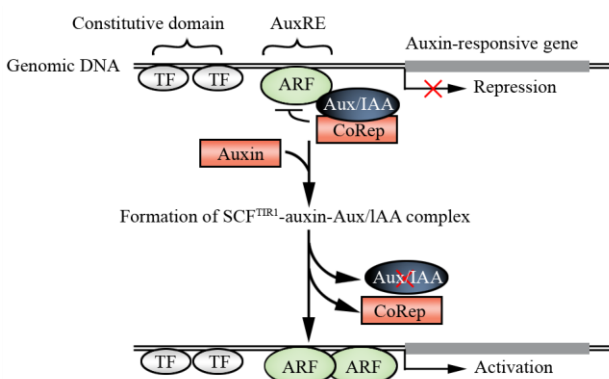 Constitutive domain AuxRE
Auxin-responsive gene
Genomic DNA
TF TF ARF
Repression
Aux/IAA
CoRep
Auxin
Formation of SCFTIR1-auxin-Aux/lAA complex
Aux/IAA
CoRep
TF TF ARF ARF Activation